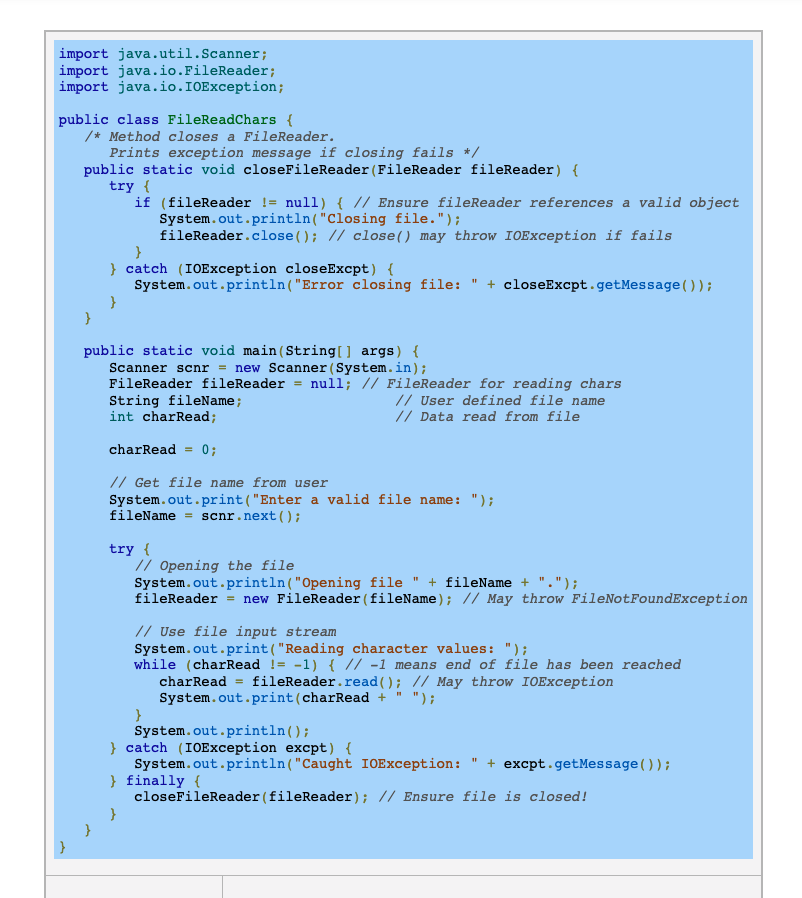 import java.util.Scanner;
import java.io.FileReader;
import java.io.IOException;

public class FileReadChars {
   /* Method closes a FileReader.
      Prints exception message if closing fails */
   public static void closeFileReader(FileReader fileReader) {
      try {
         if (fileReader != null) { // Ensure fileReader references a valid object
            System.out.println("Closing file.");
            fileReader.close(); // close() may throw IOException if fails
         }
      } catch (IOException closeExcpt) {
         System.out.println("Error closing file: " + closeExcpt.getMessage());
      }
   }

   public static void main(String[] args) {
      Scanner scnr = new Scanner(System.in);
      FileReader fileReader = null; // FileReader for reading chars
      String fileName;                  // User defined file name
      int charRead;                     // Data read from file

      charRead = 0;

      // Get file name from user
      System.out.print("Enter a valid file name: ");
      fileName = scnr.next();

      try {
         // Opening the file
         System.out.println("Opening file " + fileName + ".");
         fileReader = new FileReader(fileName); // May throw FileNotFoundException

         // Use file input stream
         System.out.print("Reading character values: ");
         while (charRead != -1) { // -1 means end of file has been reached
            charRead = fileReader.read(); // May throw IOException
            System.out.print(charRead + " ");
         }
         System.out.println();
      } catch (IOException excpt) {
         System.out.println("Caught IOException: " + excpt.getMessage());
      } finally {
         closeFileReader(fileReader); // Ensure file is closed!
      }
   }
}